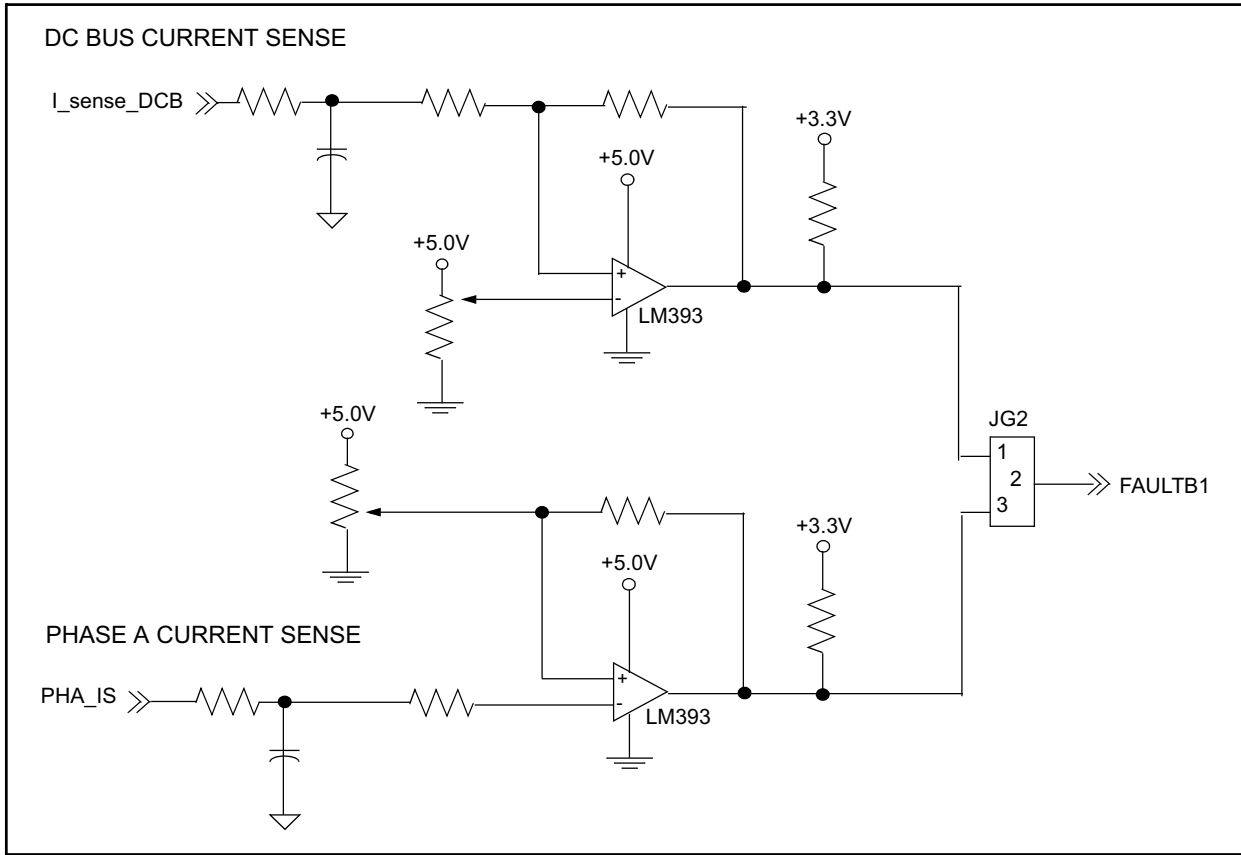 DC BUS CURRENT SENSE
I_sense_DCB
+3.3V
+5.0V
+5.0V
+
-
LM393
+5.0V
JG2
1
2
3
FAULTB1
+3.3V
+5.0V
PHASE A CURRENT SENSE
PHA_IS
+
-
LM393